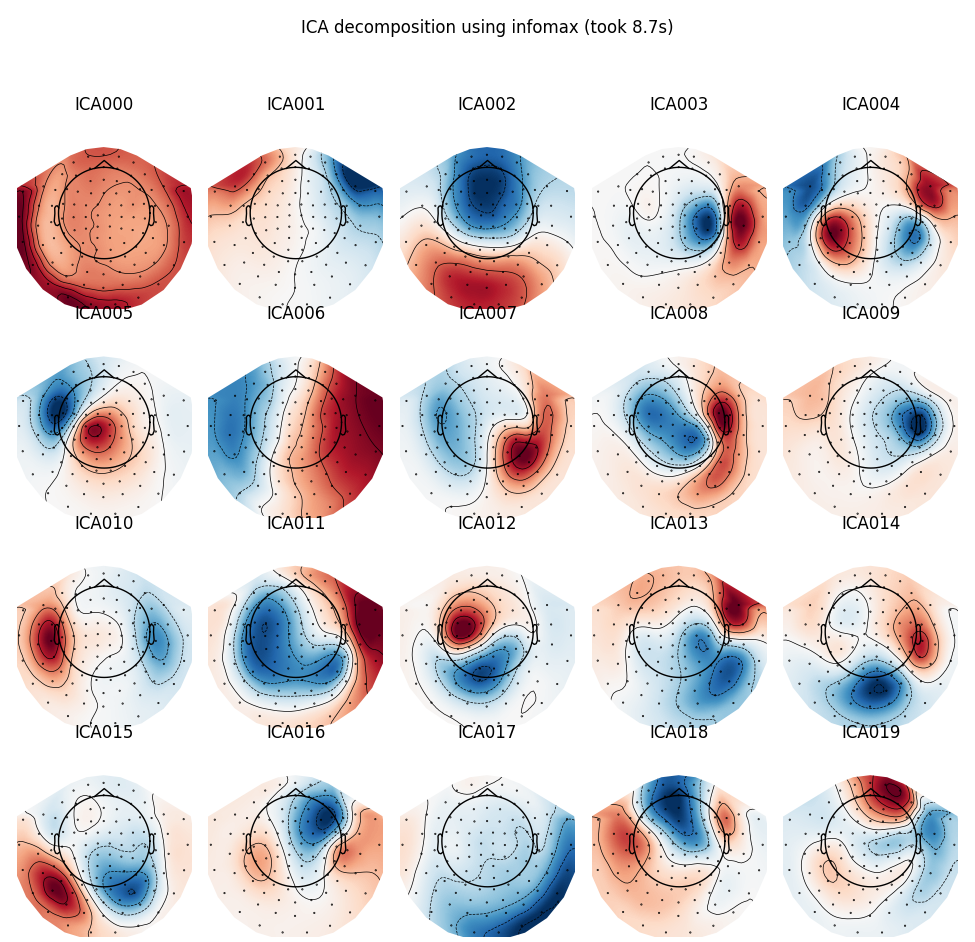 ICA decomposition using infomax (took 8.7s)
ICA000 ICA001 ICA002 ICA003 ICA004
ICA005 ICA006 ICA007 ICA008 ICA009
ICA010 ICA011 ICA012 ICA013 ICA014
ICA015 ICA016 ICA017 ICA018 ICA019